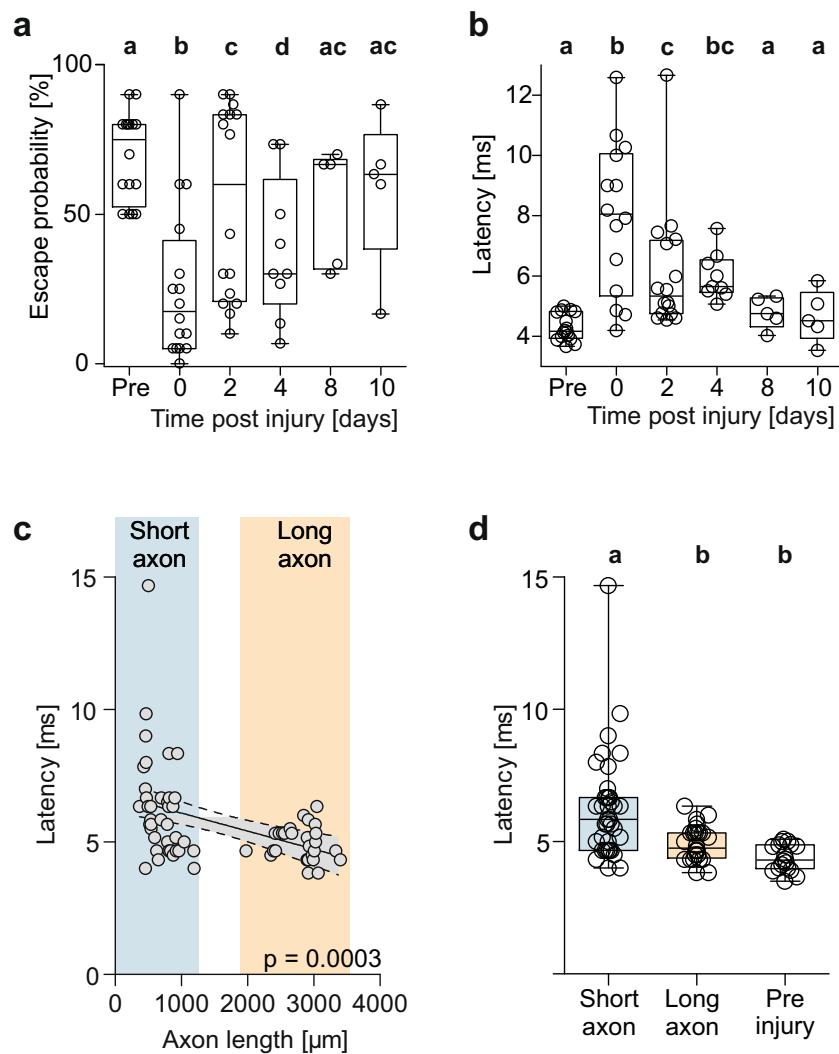 a
a b c d ac ac
100
50
0
Escape probability [%]
Pre 0 2 4 8 10
Time post injury [days]
b
a b c bc a a
12
10
8
6
4
Latency [ms]
Pre 0 2 4 8 10
Time post injury [days]
c
Short
axon
Long
axon
15
10
5
0
Latency [ms]
p = 0.0003
0 1000 2000 3000 4000
Axon length [µm]
d
a b b
15
10
5
Latency [ms]
Short
axon
Long
axon
Pre
injury